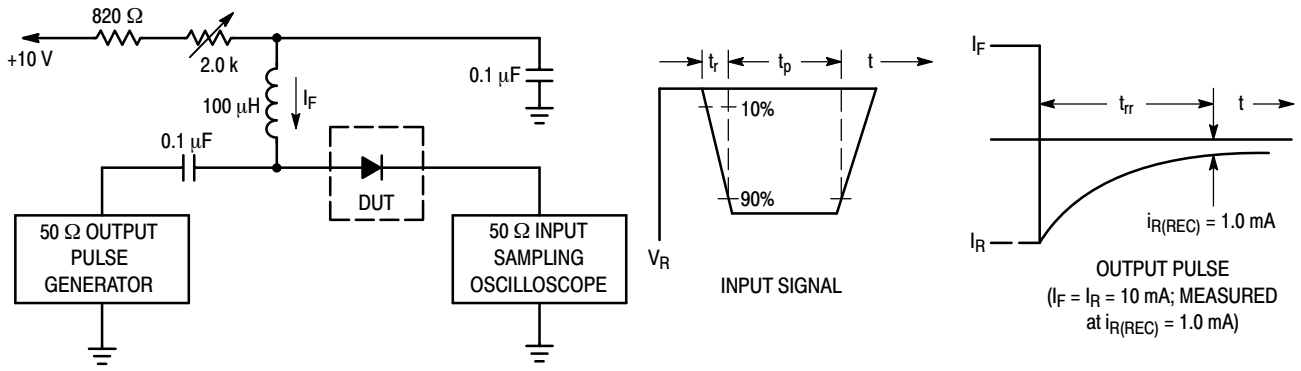 820 Ω
+10 V
2.0 k
0.1 μF
100 μH
I_F
0.1 μF
DUT
50 Ω OUTPUT
PULSE
GENERATOR
50 Ω INPUT
SAMPLING
OSCILLOSCOPE
t_r
t_p
t
10%
90%
V_R
INPUT SIGNAL
I_F
t_rr
t
I_R
i_R(REC) = 1.0 mA
OUTPUT PULSE
(I_F = I_R = 10 mA; MEASURED
at i_R(REC) = 1.0 mA)